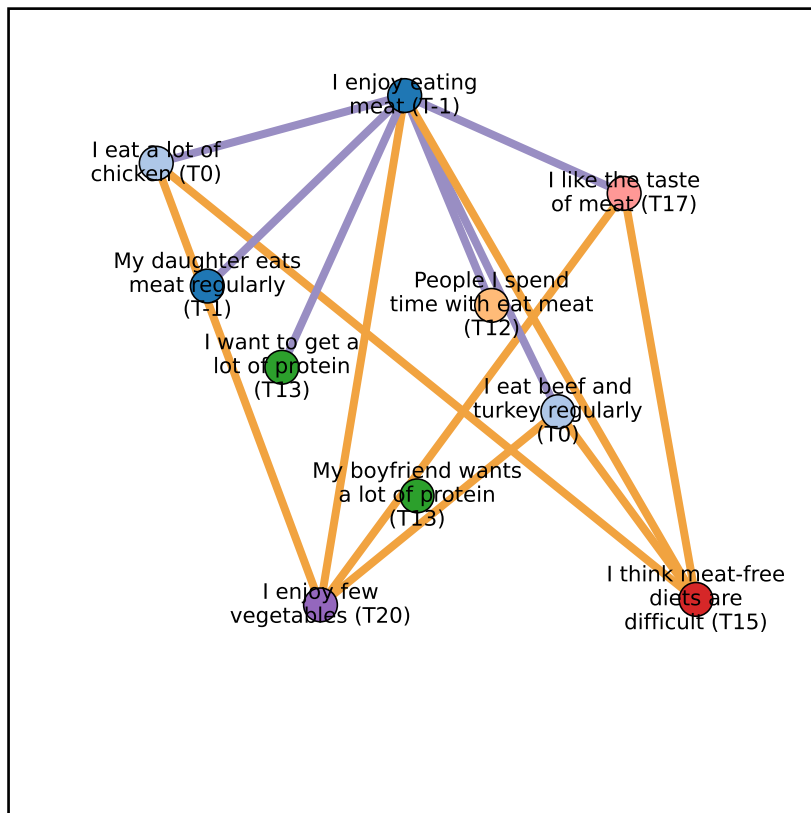 I enjoy eating
meat (T-1)
I eat a lot of
chicken (T0)
I like the taste
of meat (T17)
My daughter eats
meat regularly
(T-1)
People I spend
time with eat meat
(T12)
I want to get a
lot of protein
(T13)
I eat beef and
turkey regularly
(T0)
My boyfriend wants
a lot of protein
(T13)
I enjoy few
vegetables (T20)
I think meat-free
diets are
difficult (T15)